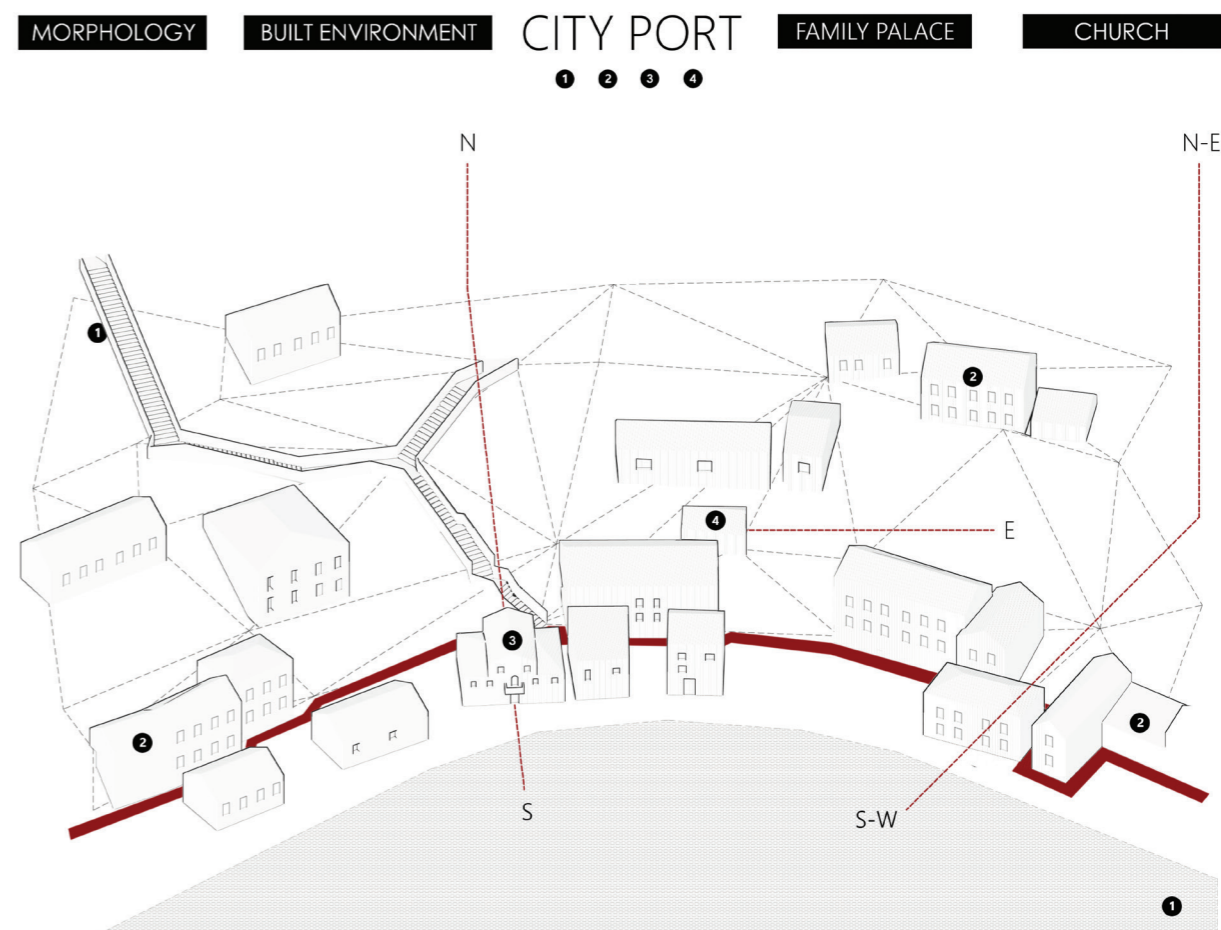 MORPHOLOGY BUILT ENVIRONMENT CITY PORT FAMILY PALACE CHURCH
1 2 3 4
N N-E
1
2
4
E
3
2 2
S S-W
1